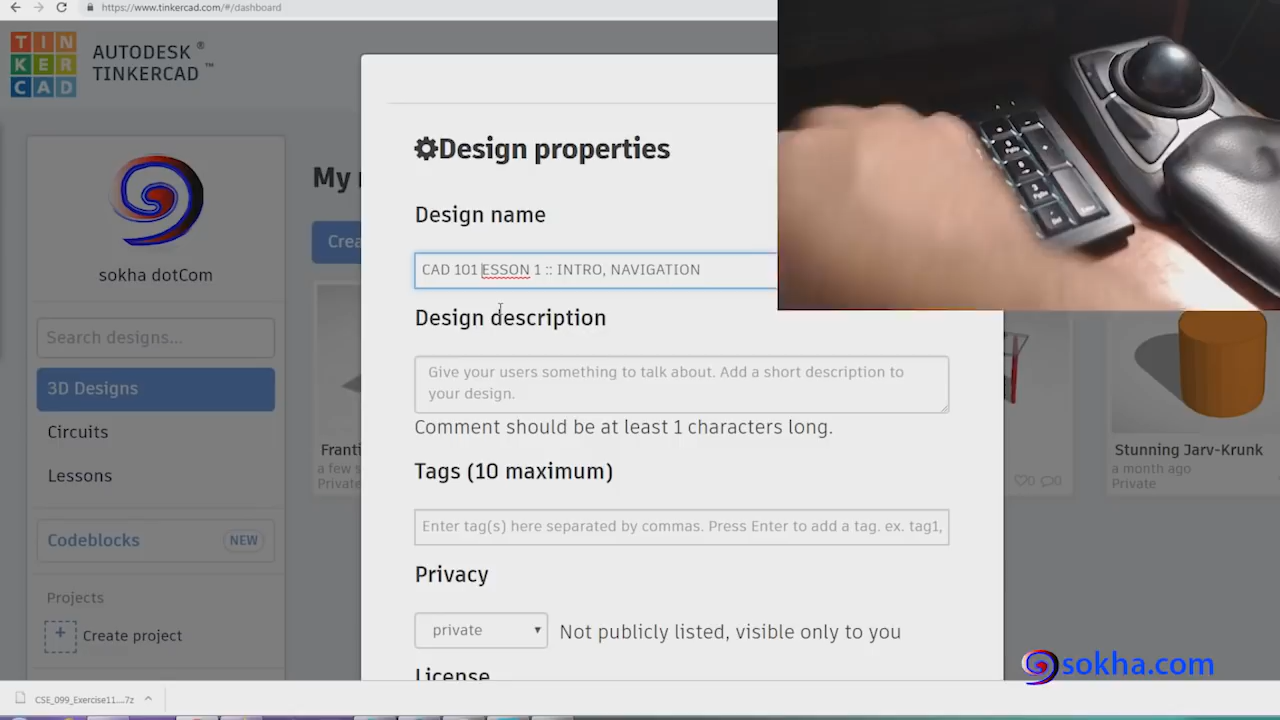 https://www.tinkercad.com/#/dashboard
TIN
KER
CAD
AUTODESK ®
TINKERCAD ™
sokha dotCom
Search designs...
3D Designs
Circuits
Lessons
Codeblocks NEW
Projects
Create project
My
Crea
Franti
a few s
Private
Design properties
Design name
CAD 101 ESSON 1 :: INTRO, NAVIGATION
Design description
Give your users something to talk about. Add a short description to
your design.
Comment should be at least 1 characters long.
Tags (10 maximum)
Enter tag(s) here separated by commas. Press Enter to add a tag. ex. tag1,
Privacy
private Not publicly listed, visible only to you
License
0 0
Stunning Jarv-Krunk
a month ago
Private
sokha.com
CSE_099_Exercise11....7z